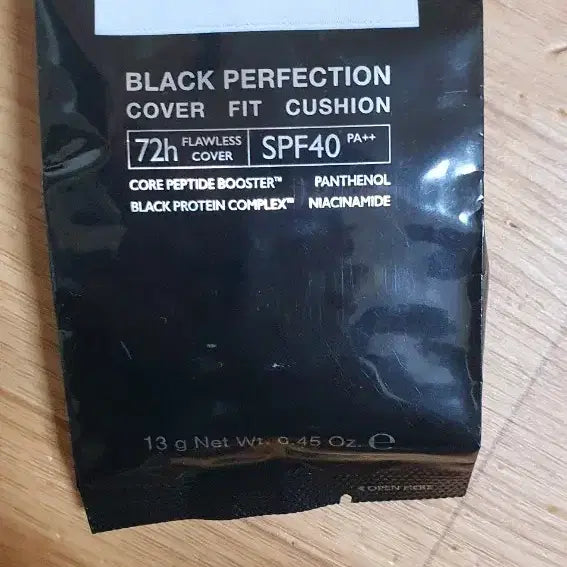 BLACK PERFECTION
COVER FIT CUSHION
72h FLAWLESS COVER SPF40 PA++
CORE PEPTIDE BOOSTER™ PANTHENOL
BLACK PROTEIN COMPLEX™ NIACINAMIDE
13 g Net Wt. 0.45 Oz. ℮
OPEN HERE